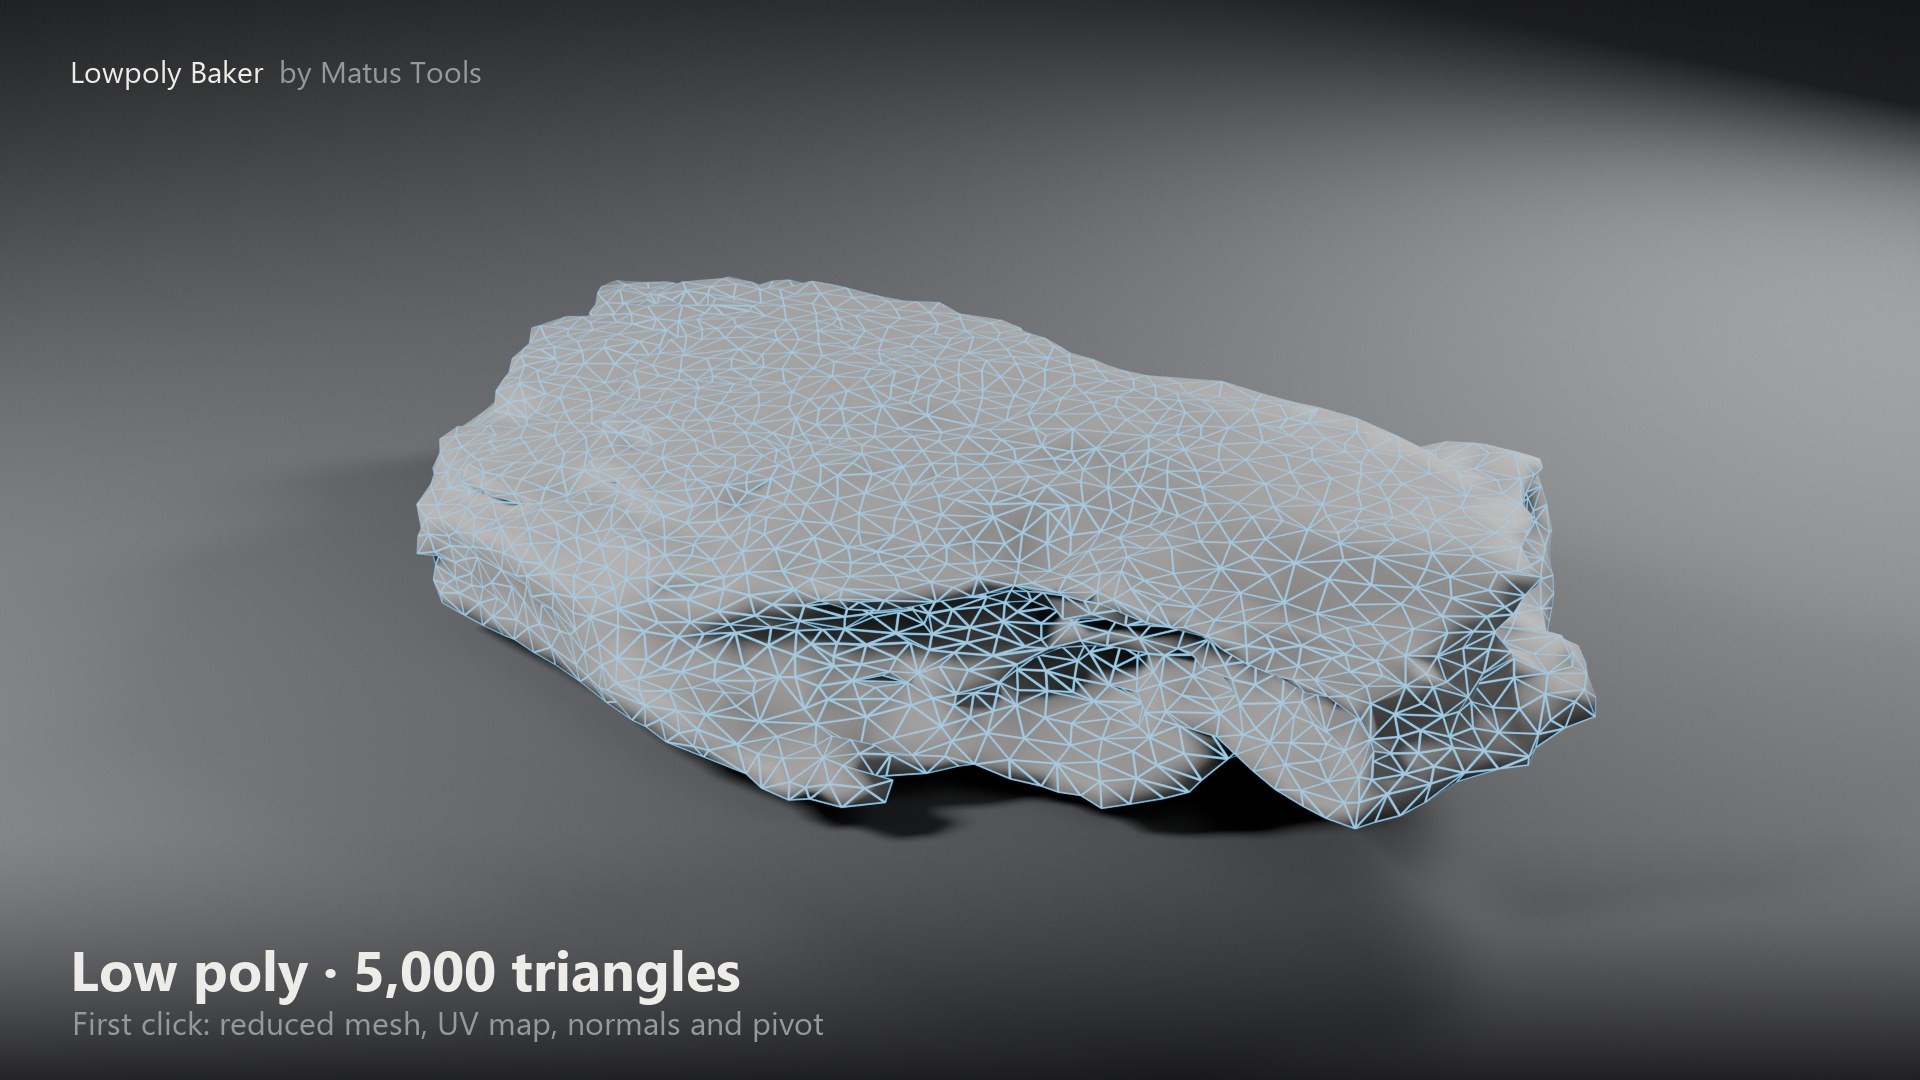 Lowpoly Baker by Matus Tools
Low poly · 5,000 triangles
First click: reduced mesh, UV map, normals and pivot